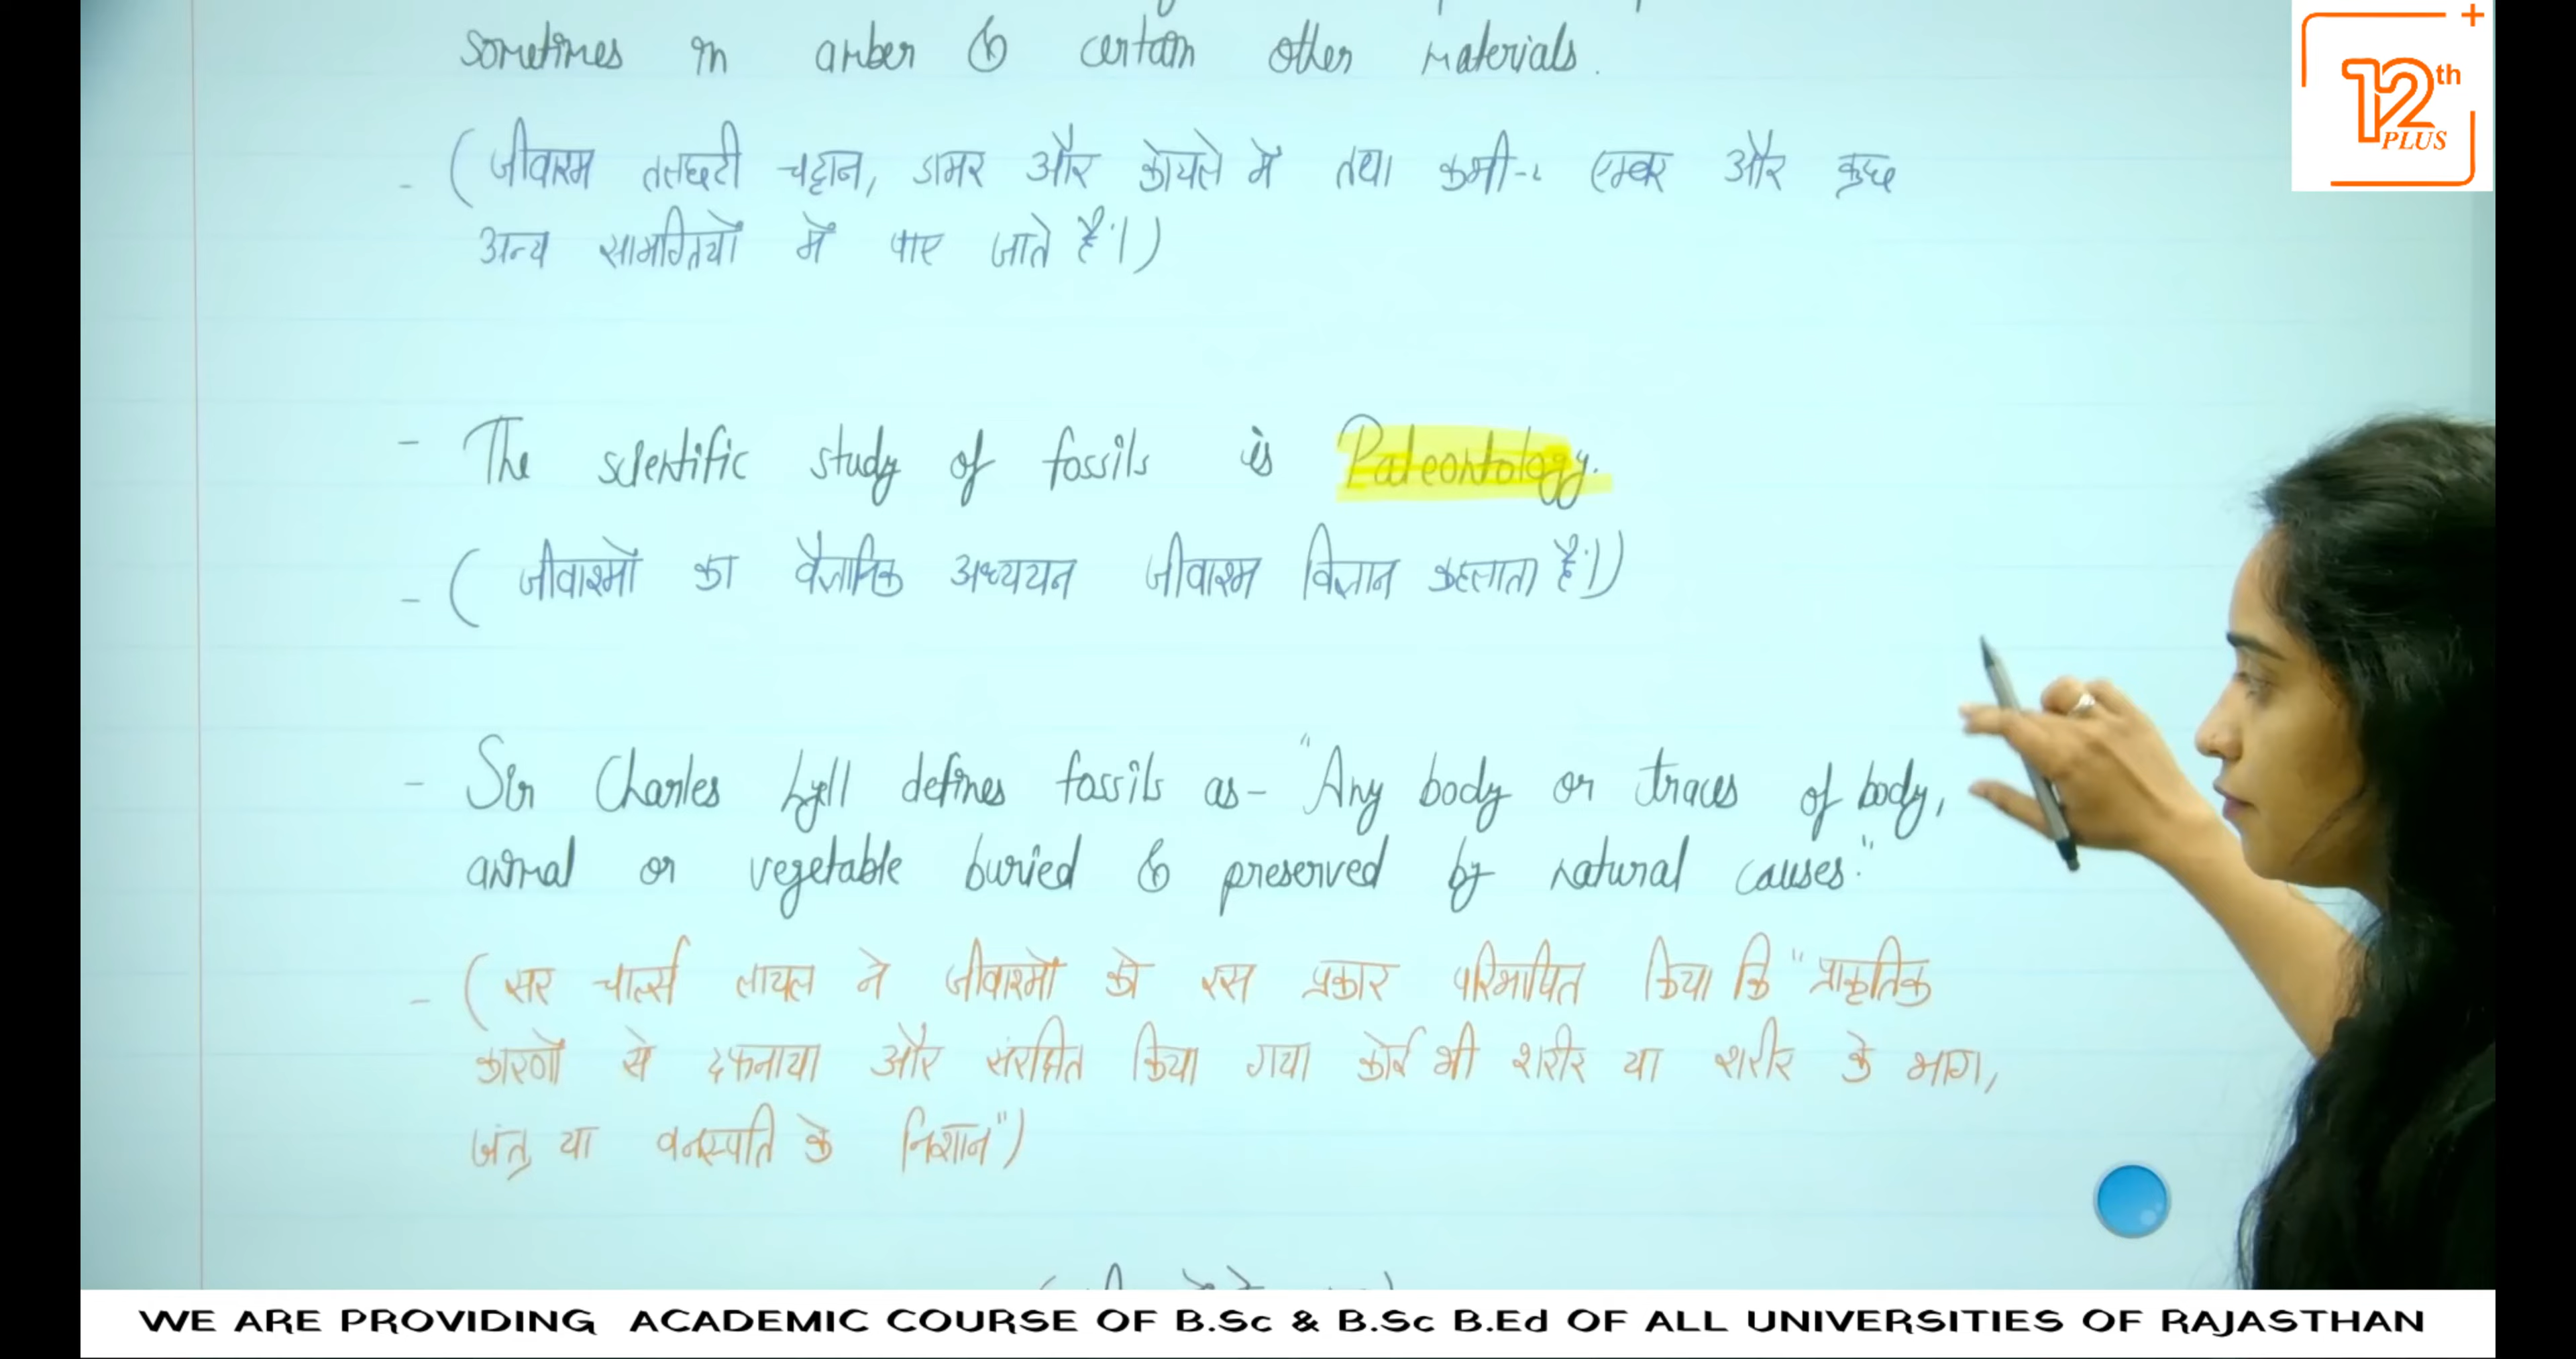 sometimes in amber & certain other materials.
- (जीवाश्म तलछटी चट्टान, डामर और कोयले में तथा कभी-२ एम्बर और कुछ
अन्य सामग्रियों में पाए जाते हैं।)
- The scientific study of fossils is Paleontology.
- (जीवाश्मों का वैज्ञानिक अध्ययन जीवाश्म विज्ञान कहलाता है।)
- Sir Charles Lyell defines fossils as- "Any body or traces of body,
animal or vegetable buried & preserved by natural causes."
- (सर चार्ल्स लायल ने जीवाश्मों को इस प्रकार परिभाषित किया कि "प्राकृतिक
कारणों से दफनाया और संरक्षित किया गया कोई भी शरीर या शरीर के भाग,
जंतु या वनस्पति के निशान")
12th
PLUS
WE ARE PROVIDING ACADEMIC COURSE OF B.Sc & B.Sc B.Ed OF ALL UNIVERSITIES OF RAJASTHAN